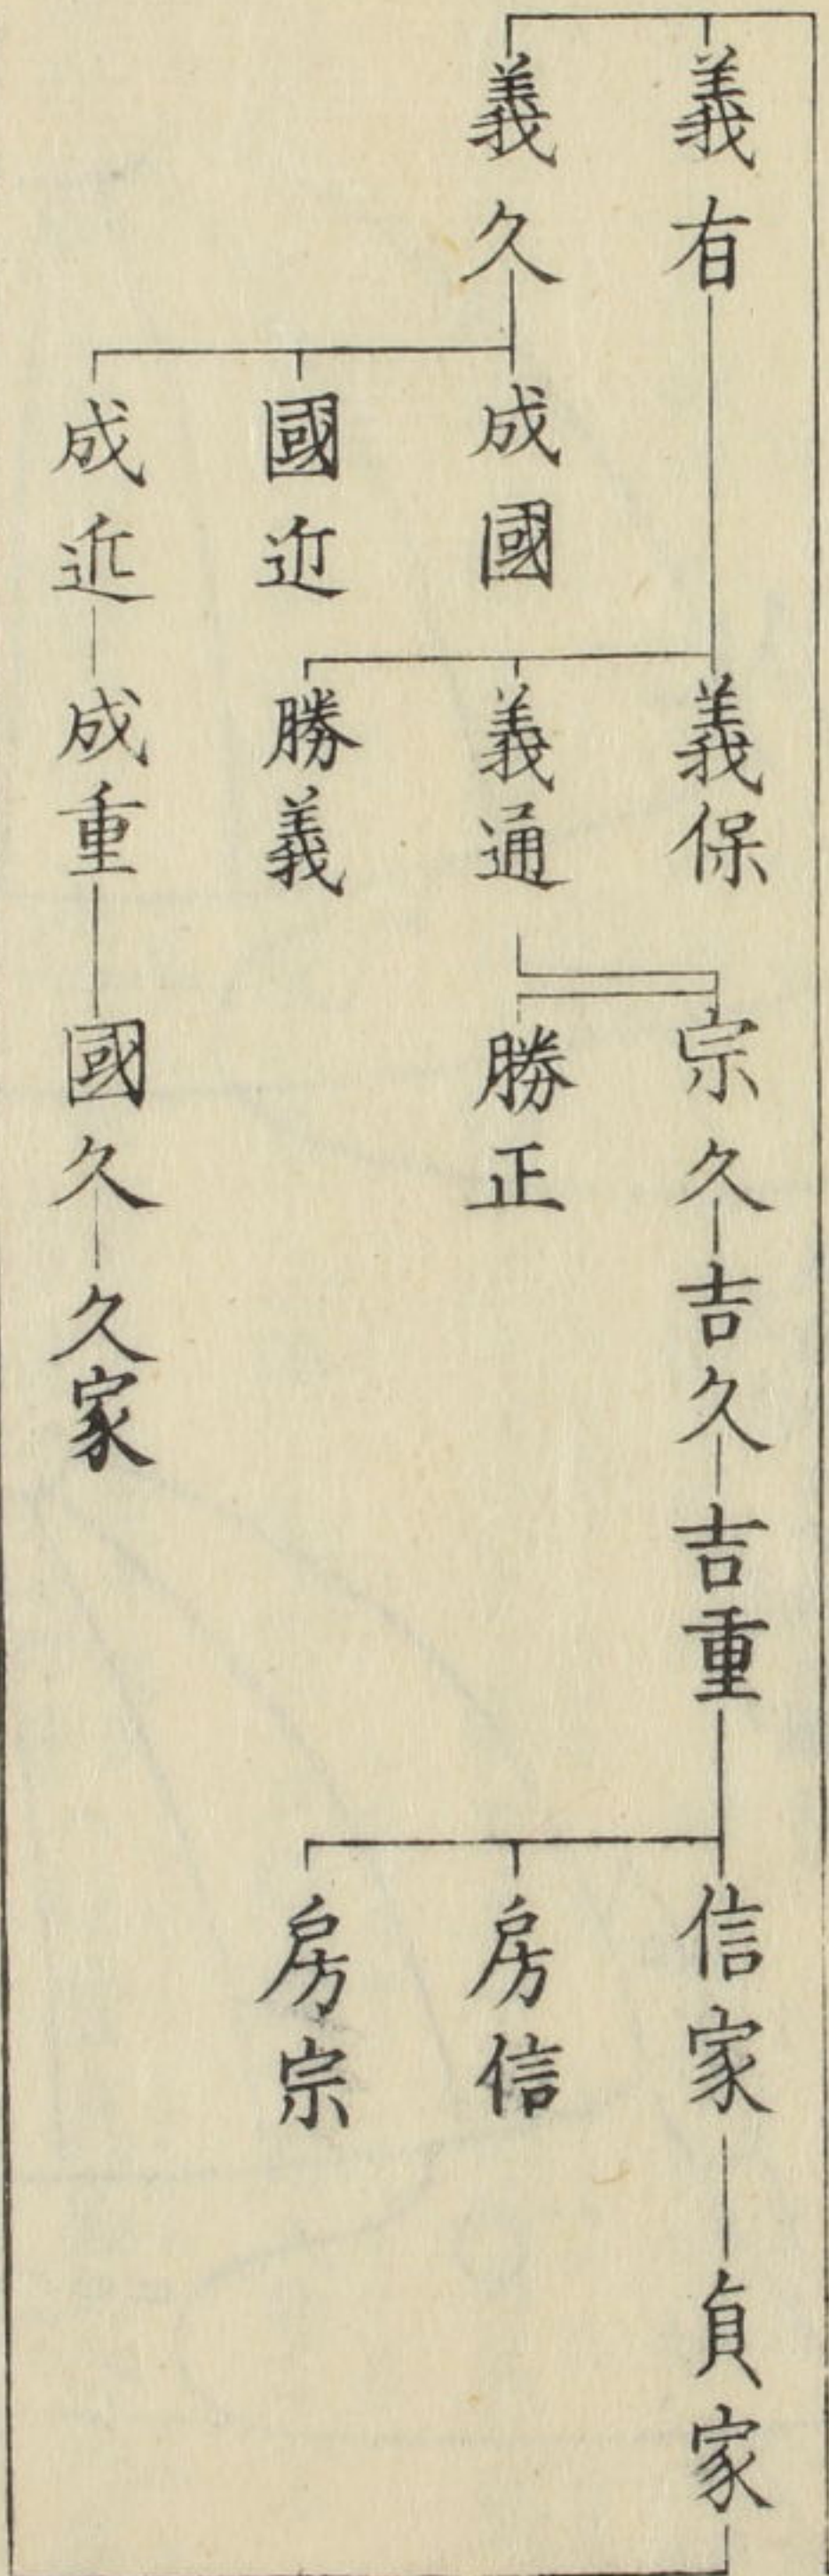 義有
義保
宗久
吉久
吉重
信家
貞家
義久
成國
義通
勝正
房信
國近
勝義
房宗
成近
成重
國久
久家